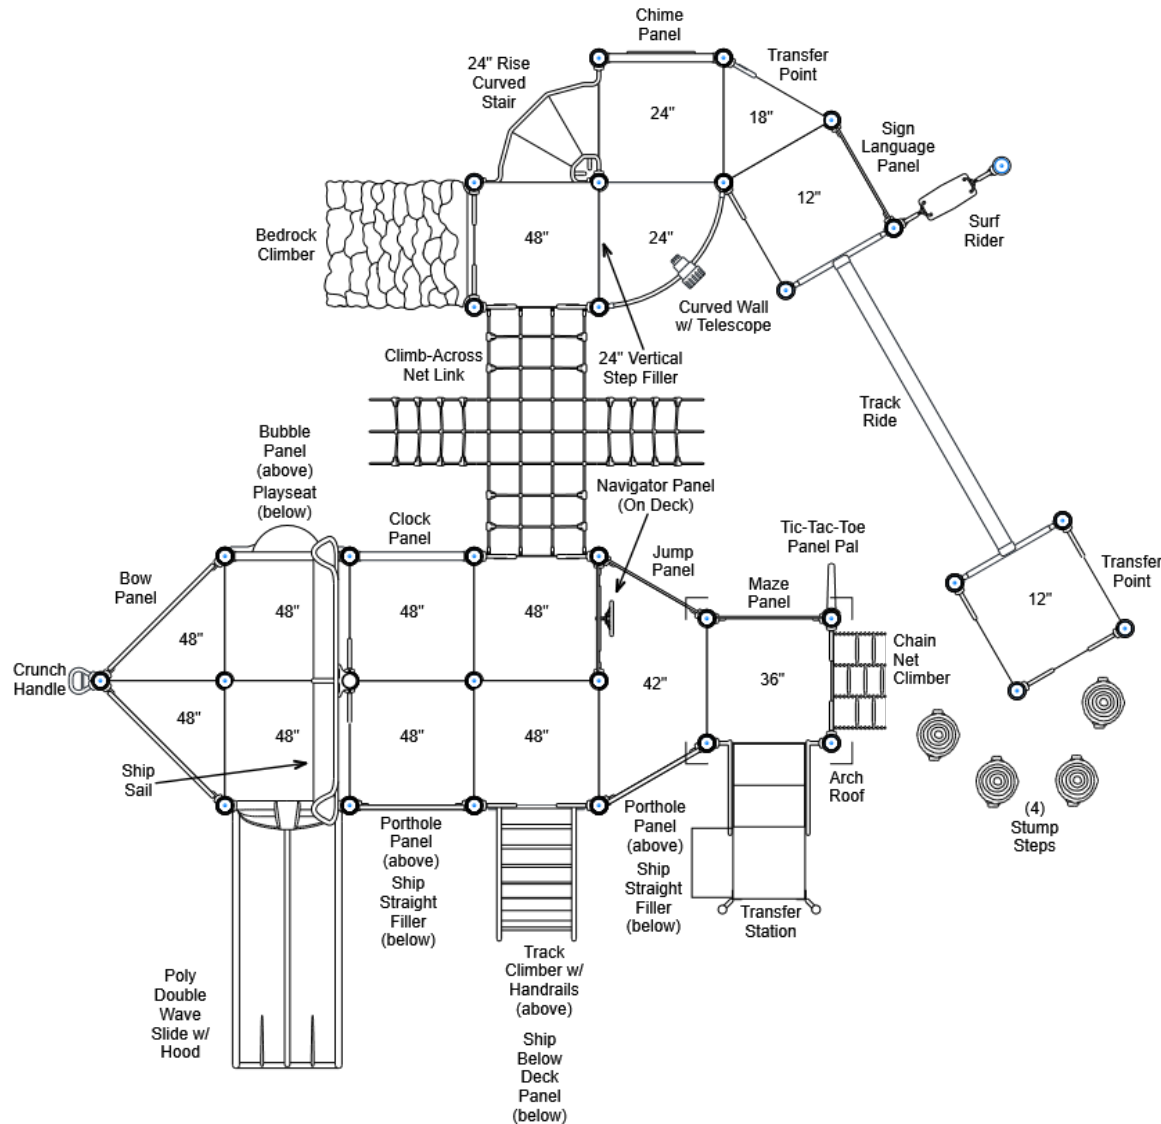 Chime
Panel
24" Rise
Curved
Stair
Transfer
Point
24"
18"
Sign
Language
Panel
12"
Surf
Rider
Bedrock
Climber
48"
24"
Curved Wall
w/ Telescope
Climb-Across
Net Link
24" Vertical
Step Filler
Track
Ride
Bubble
Panel
(above)
Playseat
(below)
Clock
Panel
Navigator Panel
(On Deck)
Tic-Tac-Toe
Panel Pal
Jump
Panel
Maze
Panel
Transfer
Point
12"
Bow
Panel
48"
48"
48"
48"
Chain
Net
Climber
Crunch
Handle
42"
36"
48"
48"
48"
48"
Ship
Sail
Arch
Roof
(4)
Stump
Steps
Porthole
Panel
(above)
Ship
Straight
Filler
(below)
Porthole
Panel
(above)
Ship
Straight
Filler
(below)
Transfer
Station
Track
Climber w/
Handrails
(above)
Ship
Below
Deck
Panel
(below)
Poly
Double
Wave
Slide w/
Hood